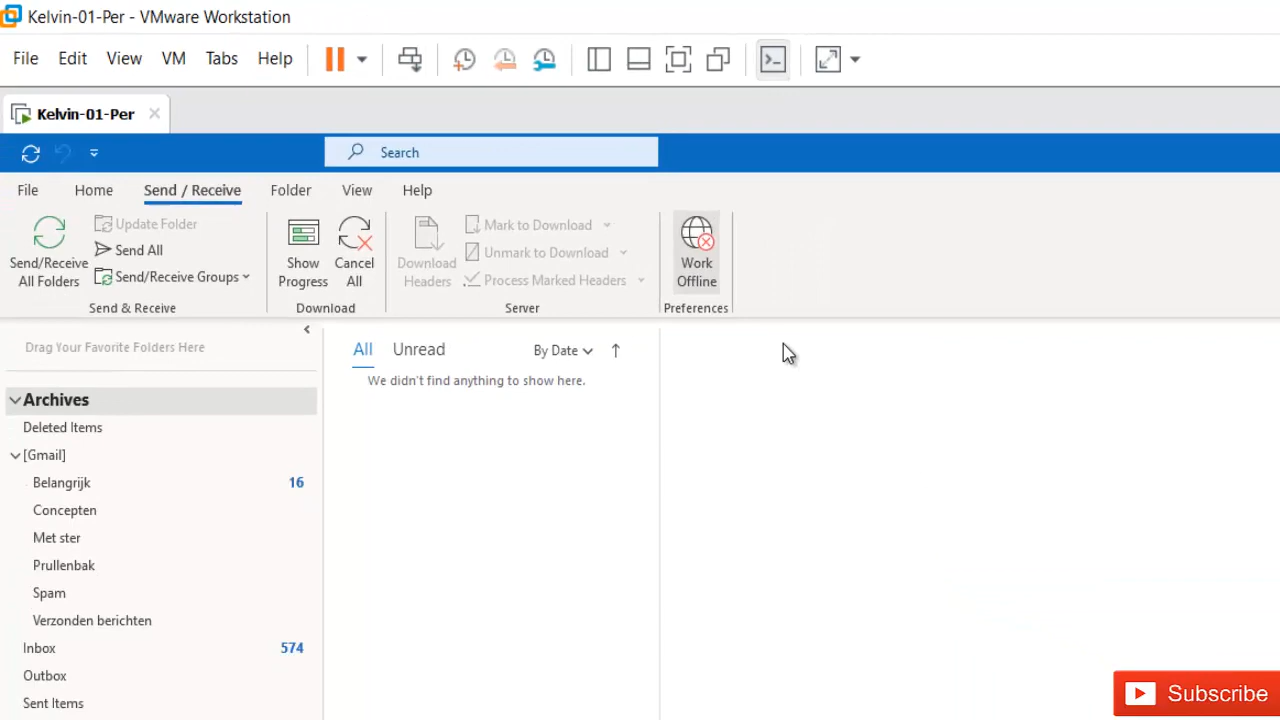 Kelvin-01-Per - VMware Workstation
File Edit View VM Tabs Help
Kelvin-01-Per
Search
File Home Send / Receive Folder View Help
Send/Receive All Folders
Update Folder
Send All
Send/Receive Groups
Send & Receive
Show Progress
Cancel All
Download
Download Headers
Mark to Download
Unmark to Download
Process Marked Headers
Server
Work Offline
Preferences
Drag Your Favorite Folders Here
All Unread By Date
We didn't find anything to show here.
Archives
Deleted Items
[Gmail]
Belangrijk 16
Concepten
Met ster
Prullenbak
Spam
Verzonden berichten
Inbox 574
Outbox
Sent Items
Subscribe